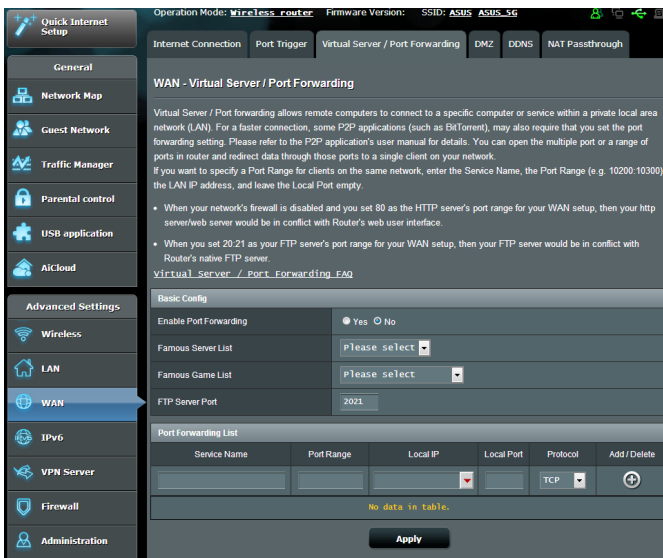 Operation Mode: Wireless router Firmware Version: SSID: ASUS ASUS_5G
Quick Internet
Setup
Internet Connection Port Trigger Virtual Server / Port Forwarding DMZ DDNS NAT Passthrough
General
Network Map
Guest Network
Traffic Manager
Parental control
USB application
AiCloud
Advanced Settings
Wireless
LAN
WAN
IPv6
VPN Server
Firewall
Administration
WAN - Virtual Server / Port Forwarding
Virtual Server / Port forwarding allows remote computers to connect to a specific computer or service within a private local area
network (LAN). For a faster connection, some P2P applications (such as BitTorrent), may also require that you set the port
forwarding setting. Please refer to the P2P application's user manual for details. You can open the multiple port or a range of
ports in router and redirect data through those ports to a single client on your network.
If you want to specify a Port Range for clients on the same network, enter the Service Name, the Port Range (e.g. 10200:10300)
the LAN IP address, and leave the Local Port empty.
• When your network's firewall is disabled and you set 80 as the HTTP server's port range for your WAN setup, then your http
server/web server would be in conflict with Router's web user interface.
• When you set 20:21 as your FTP server's port range for your WAN setup, then your FTP server would be in conflict with
Router's native FTP server.
Virtual Server / Port Forwarding FAQ
Basic Config
Enable Port Forwarding Yes No
Famous Server List Please select
Famous Game List Please select
FTP Server Port 2021
Port Forwarding List
Service Name Port Range Local IP Local Port Protocol Add / Delete
TCP
No data in table.
Apply